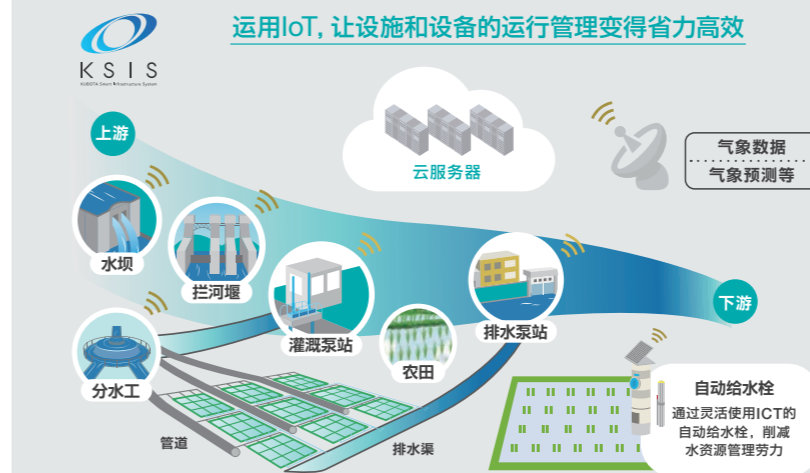 运用IoT, 让设施和设备的运行管理变得省力高效
KSIS
KUBOTA Smart Infrastructure System
上游
云服务器
气象数据
气象预测等
水坝
拦河堰
灌溉泵站
排水泵站
下游
分水工
农田
管道
排水渠
自动给水栓
通过灵活使用ICT的
自动给水栓，削减
水资源管理劳力